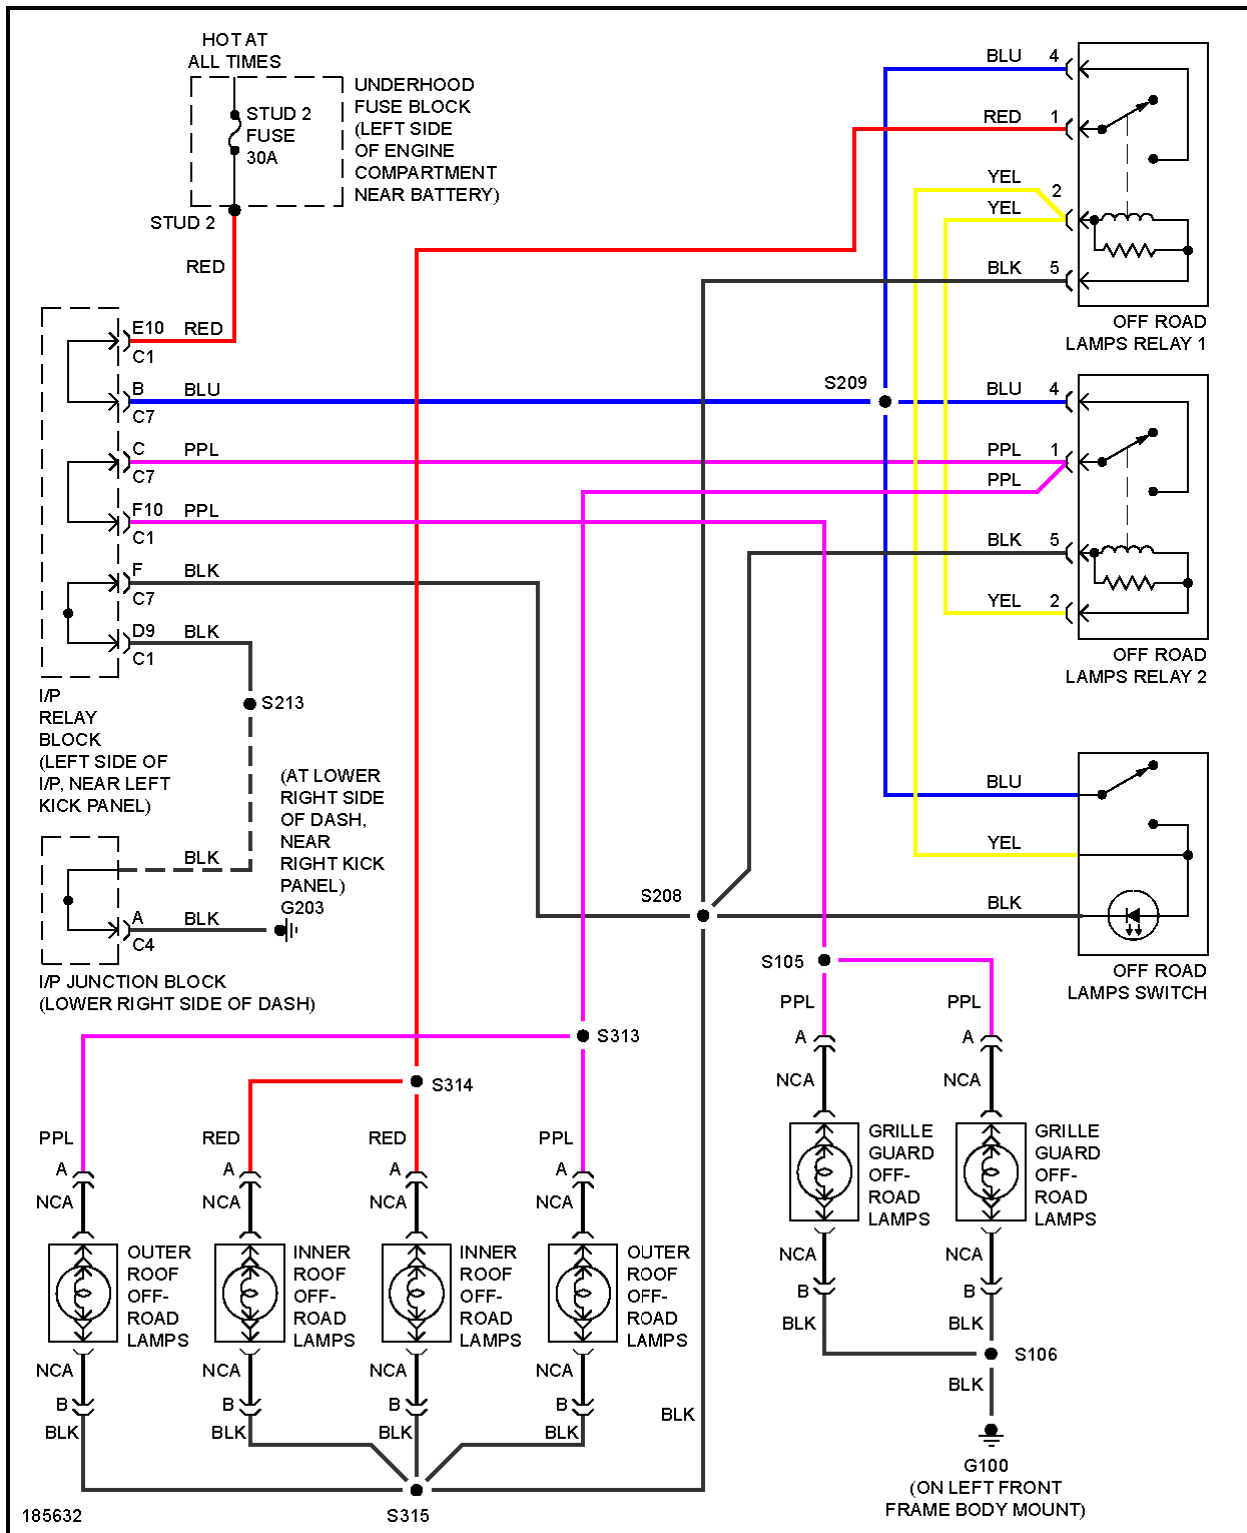 HOT AT
ALL TIMES
STUD 2
FUSE
30A
UNDERHOOD
FUSE BLOCK
(LEFT SIDE
OF ENGINE
COMPARTMENT
NEAR BATTERY)
STUD 2
RED
E10 RED
C1
B BLU
C7
C PPL
C7
F10 PPL
C1
F BLK
C7
D9 BLK
C1
I/P
RELAY
BLOCK
(LEFT SIDE OF
I/P, NEAR LEFT
KICK PANEL)
S213
BLK
A BLK
C4
(AT LOWER
RIGHT SIDE
OF DASH,
NEAR
RIGHT KICK
PANEL)
G203
I/P JUNCTION BLOCK
(LOWER RIGHT SIDE OF DASH)
BLU 4
RED 1
YEL 2
YEL
BLK 5
OFF ROAD
LAMPS RELAY 1
S209
BLU 4
PPL 1
PPL
BLK 5
YEL 2
OFF ROAD
LAMPS RELAY 2
BLU
YEL
BLK
OFF ROAD
LAMPS SWITCH
S208
S105
S313
S314
PPL
A
NCA
OUTER
ROOF
OFF-
ROAD
LAMPS
NCA
B
BLK
RED
A
NCA
INNER
ROOF
OFF-
ROAD
LAMPS
NCA
B
BLK
RED
A
NCA
INNER
ROOF
OFF-
ROAD
LAMPS
NCA
B
BLK
PPL
A
NCA
OUTER
ROOF
OFF-
ROAD
LAMPS
NCA
B
BLK
BLK
S315
PPL
A
NCA
GRILLE
GUARD
OFF-
ROAD
LAMPS
NCA
B
BLK
PPL
A
NCA
GRILLE
GUARD
OFF-
ROAD
LAMPS
NCA
B
BLK
S106
BLK
G100
(ON LEFT FRONT
FRAME BODY MOUNT)
185632